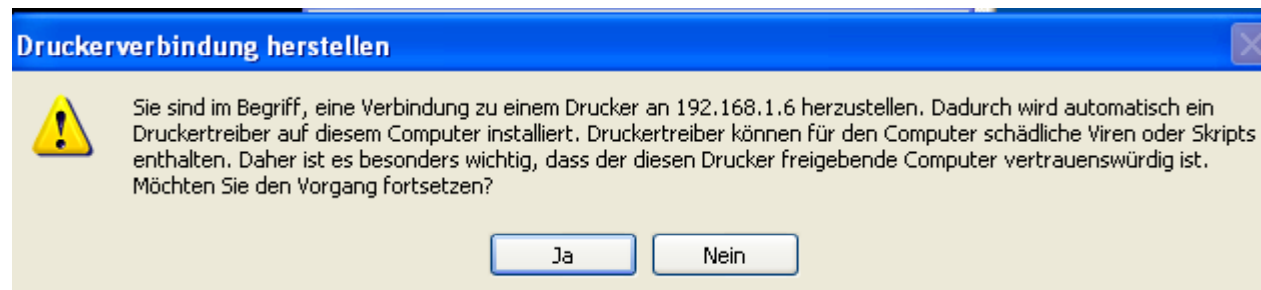 Druckerverbindung herstellen
Sie sind im Begriff, eine Verbindung zu einem Drucker an 192.168.1.6 herzustellen. Dadurch wird automatisch ein
Druckertreiber auf diesem Computer installiert. Druckertreiber können für den Computer schädliche Viren oder Skripts
enthalten. Daher ist es besonders wichtig, dass der diesen Drucker freigebende Computer vertrauenswürdig ist.
Möchten Sie den Vorgang fortsetzen?
Ja Nein